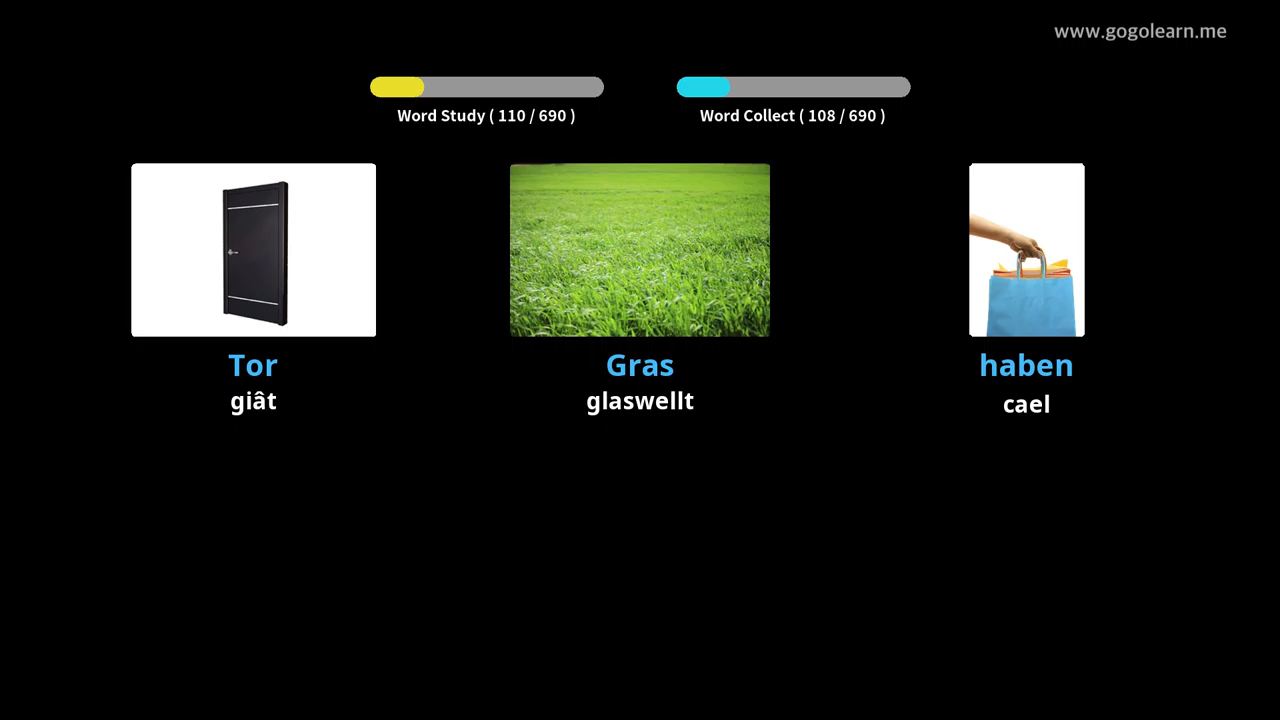 www.gogolearn.me
Word Study ( 110 / 690 )
Word Collect ( 108 / 690 )
Tor
giât
Gras
glaswellt
haben
cael